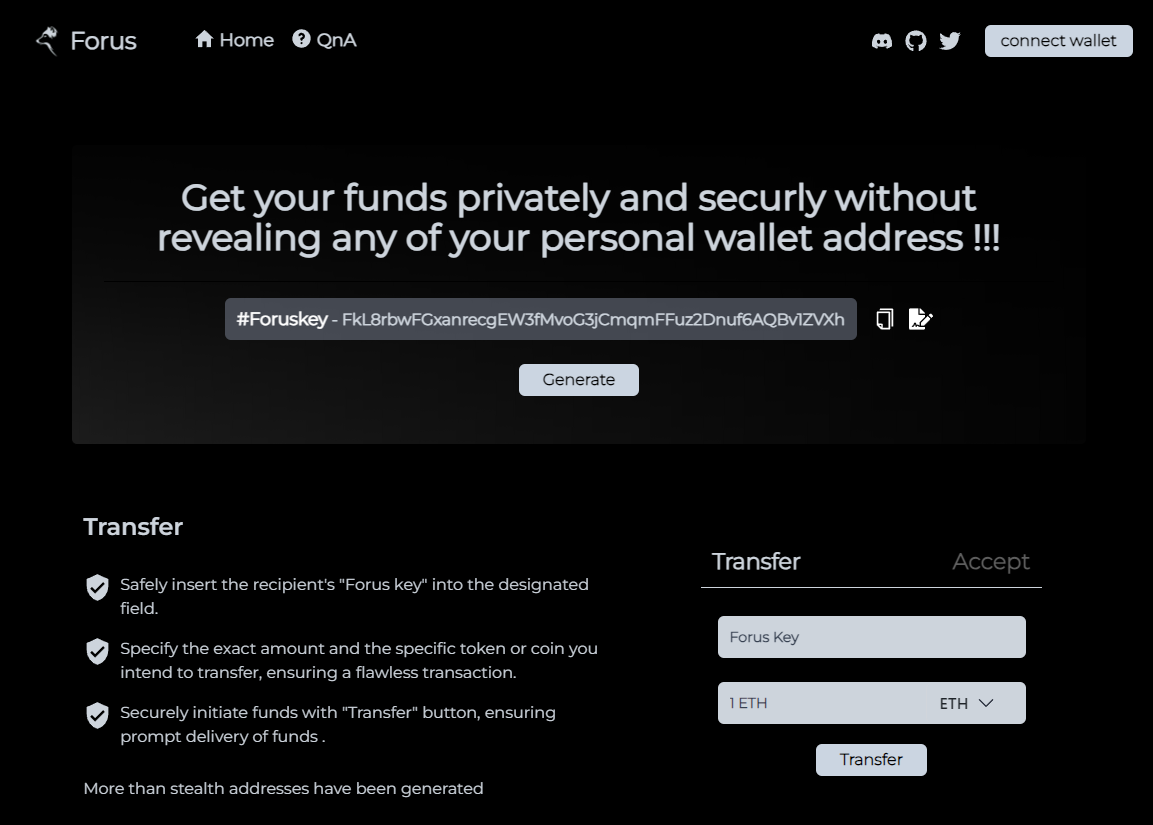 Forus
Home
QnA
connect wallet
Get your funds privately and securly without
revealing any of your personal wallet address !!!
#Foruskey - FkL8rbwFGxanrecgEW3fMvoG3jCmqmFFuz2Dnuf6AQBv1ZVXh
Generate
Transfer
Safely insert the recipient's "Forus key" into the designated
field.
Specify the exact amount and the specific token or coin you
intend to transfer, ensuring a flawless transaction.
Securely initiate funds with "Transfer" button, ensuring
prompt delivery of funds .
More than stealth addresses have been generated
Transfer
Accept
Forus Key
1 ETH
ETH
Transfer